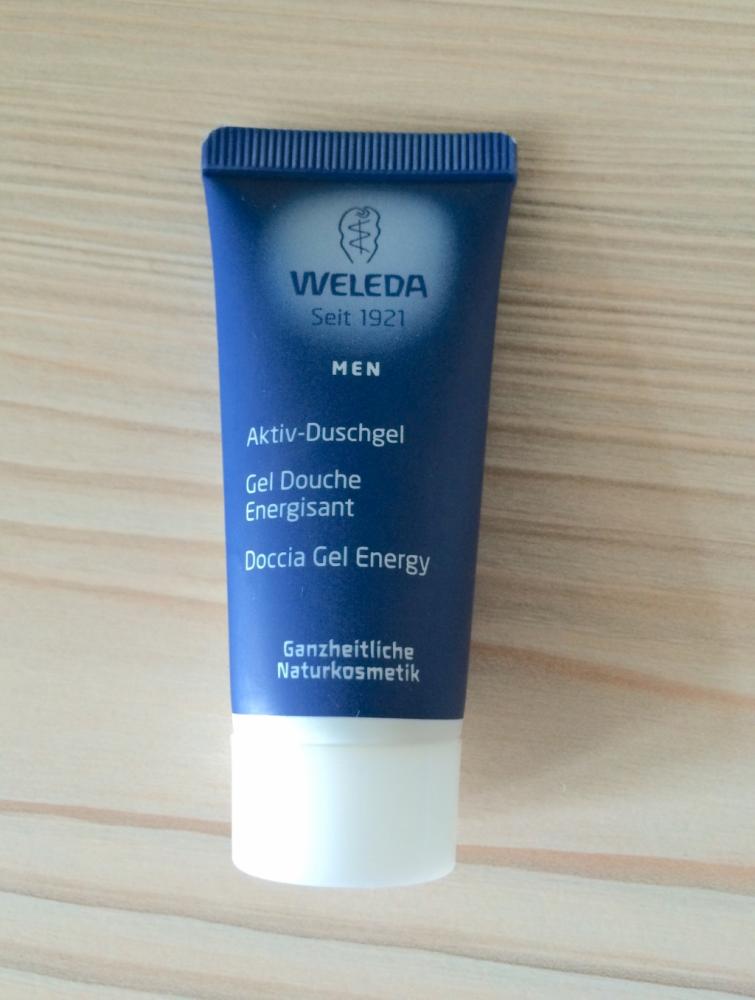 WELEDA
Seit 1921
MEN
Aktiv-Duschgel
Gel Douche
Energisant
Doccia Gel Energy
Ganzheitliche
Naturkosmetik